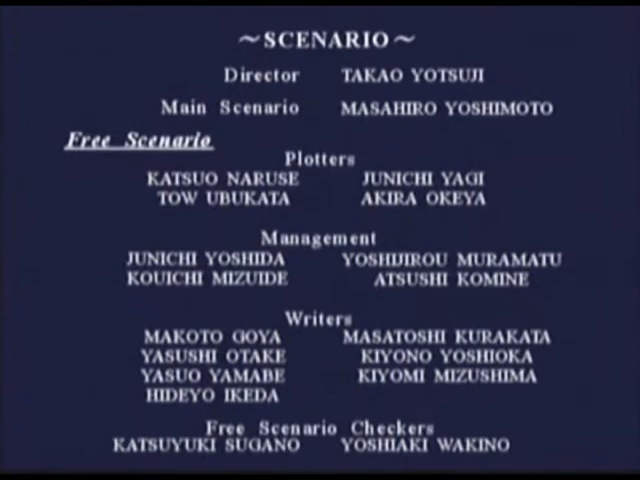 ～SCENARIO～
Director TAKAO YOTSUJI
Main Scenario MASAHIRO YOSHIMOTO
Free Scenario
Plotters
KATSUO NARUSE JUNICHI YAGI
TOW UBUKATA AKIRA OKEYA
Management
JUNICHI YOSHIDA YOSHIJIROU MURAMATU
KOUICHI MIZUIDE ATSUSHI KOMINE
Writers
MAKOTO GOYA MASATOSHI KURAKATA
YASUSHI OTAKE KIYONO YOSHIOKA
YASUO YAMABE KIYOMI MIZUSHIMA
HIDEYO IKEDA
Free Scenario Checkers
KATSUYUKI SUGANO YOSHIAKI WAKINO